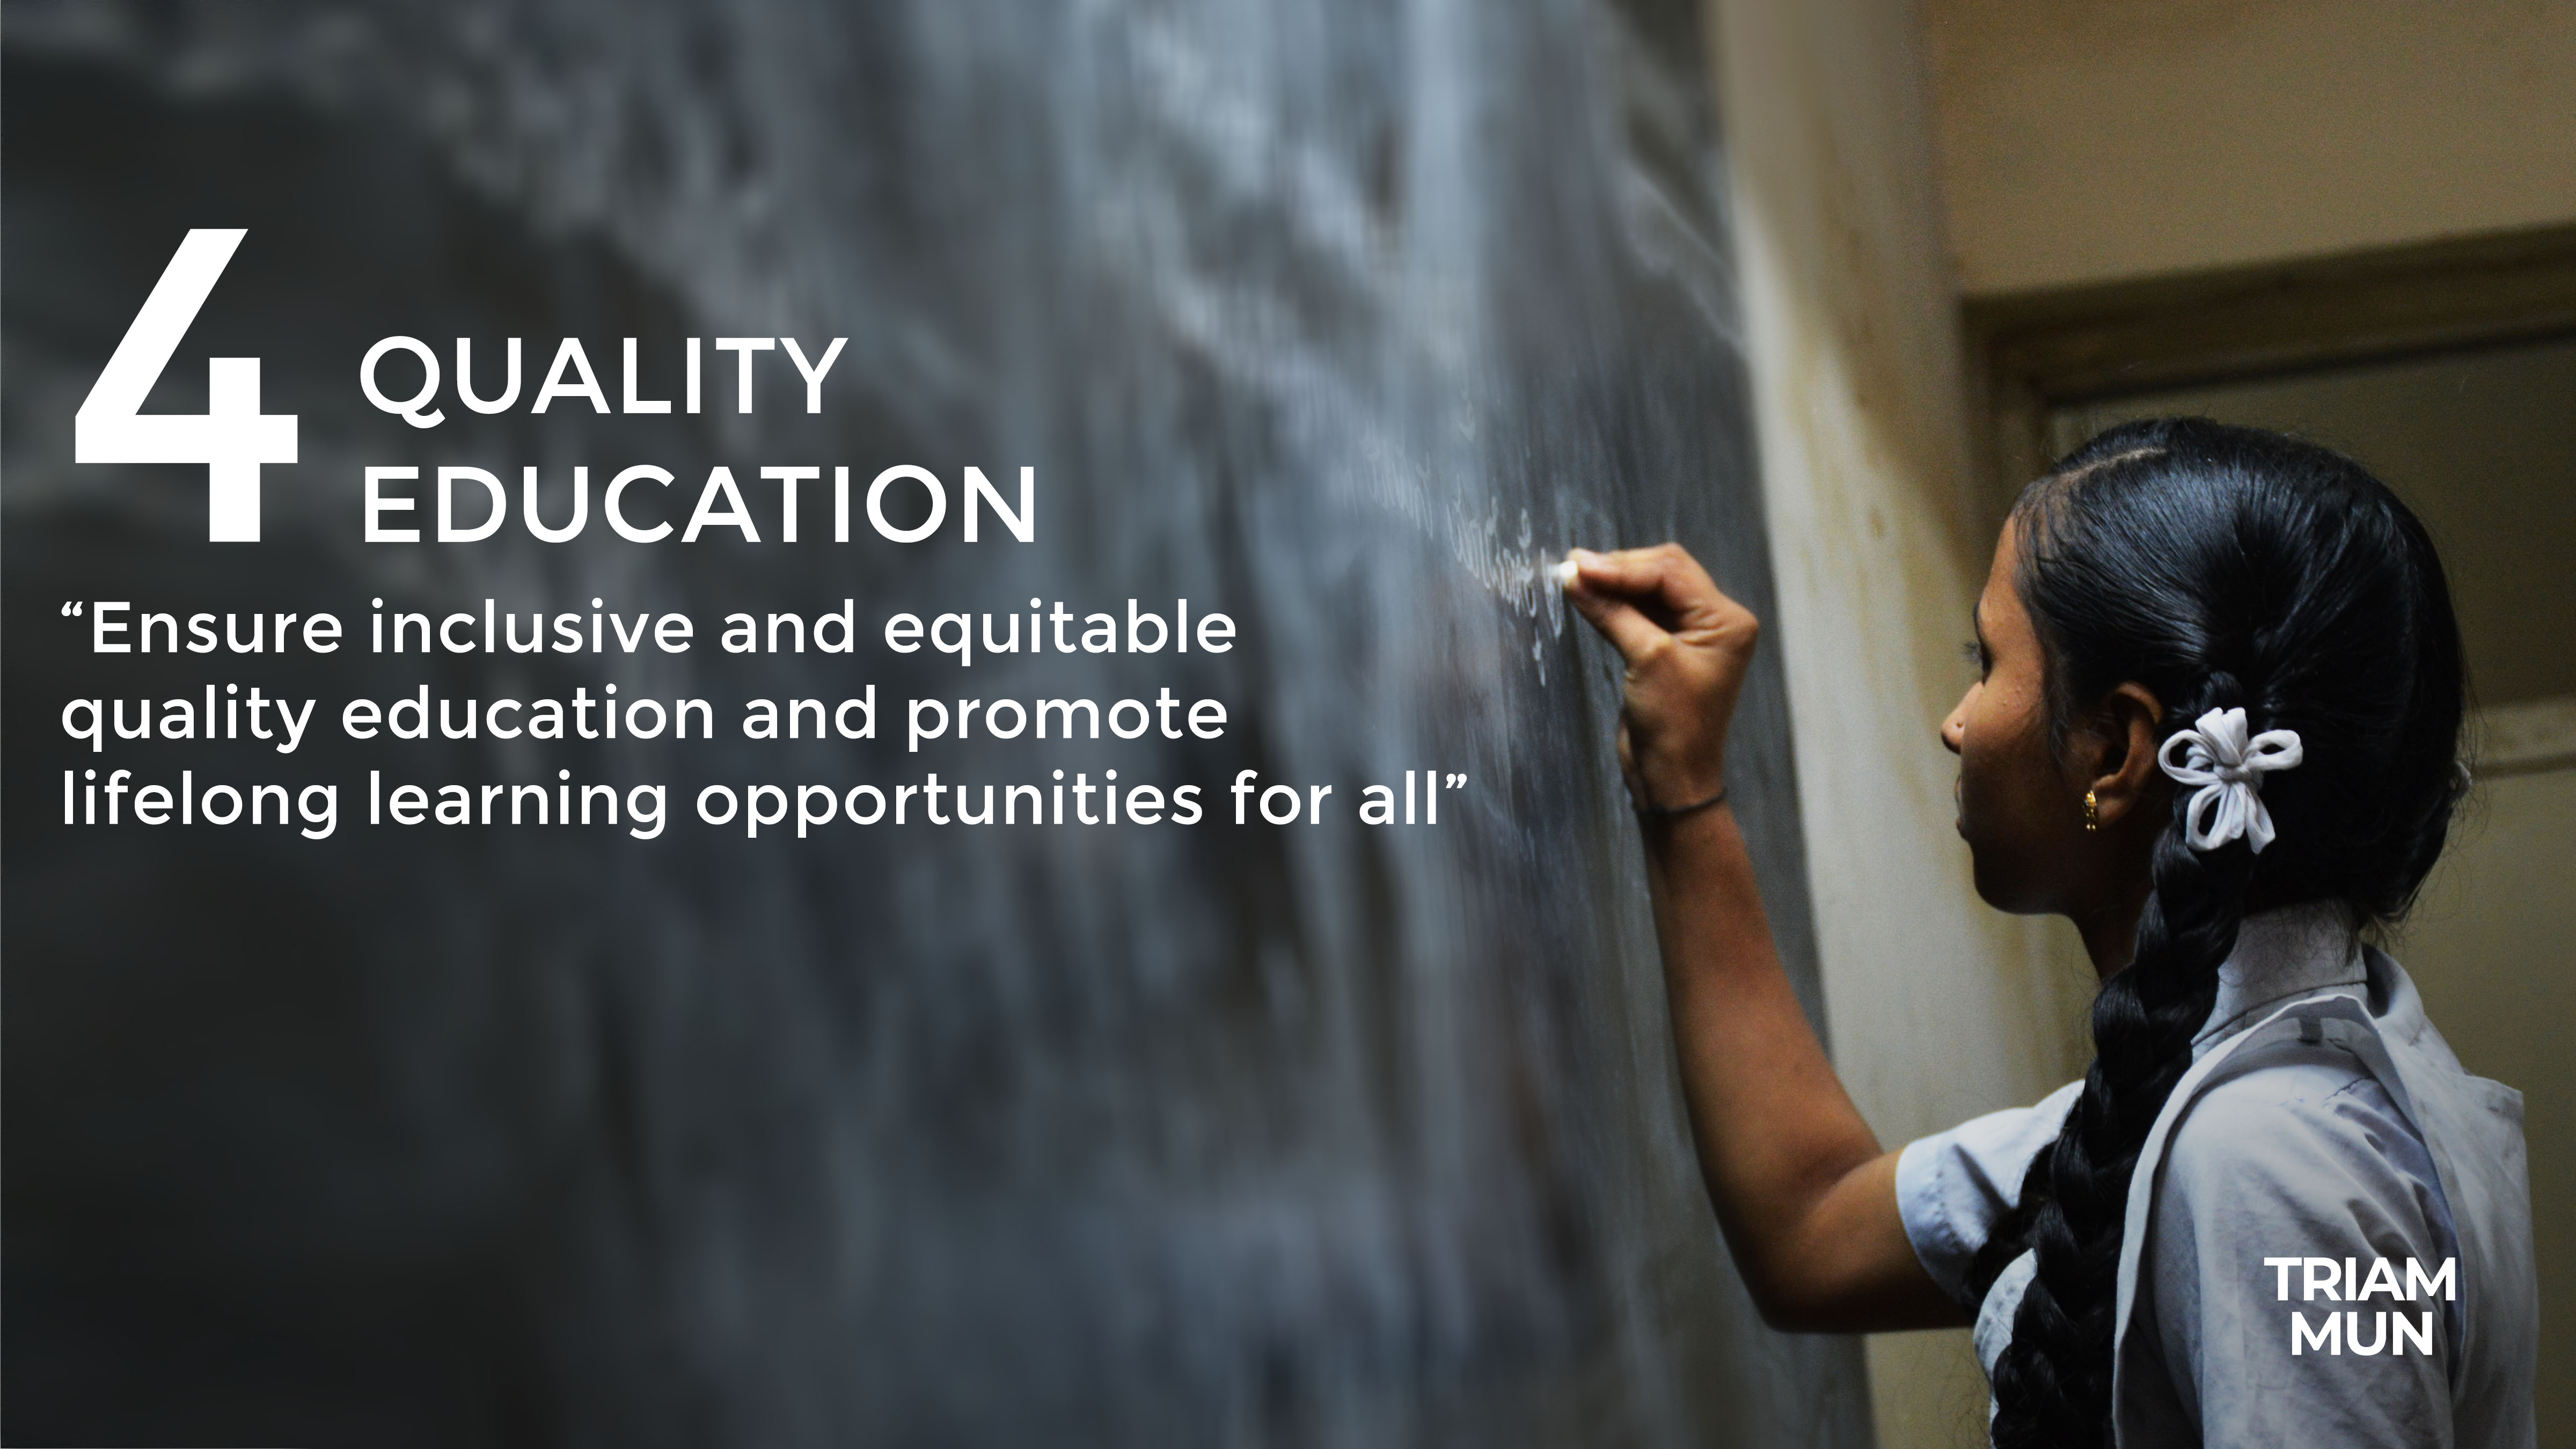 4 QUALITY
EDUCATION
“Ensure inclusive and equitable
quality education and promote
lifelong learning opportunities for all”
TRIAM
MUN